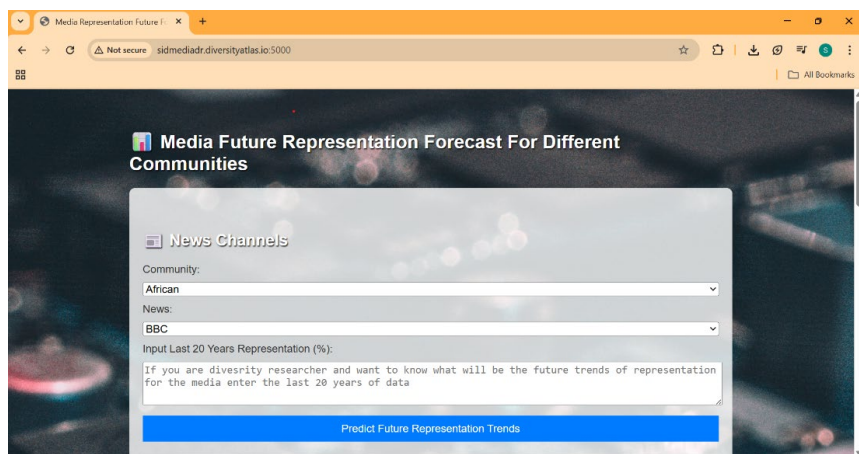 Media Representation Future F
Not secure sidmediadr.diversityatlas.io:5000
S
All Bookmarks
Media Future Representation Forecast For Different
Communities
News Channels
Community:
African
News:
BBC
Input Last 20 Years Representation (%):
If you are divesrity researcher and want to know what will be the future trends of representation
for the media enter the last 20 years of data
Predict Future Representation Trends